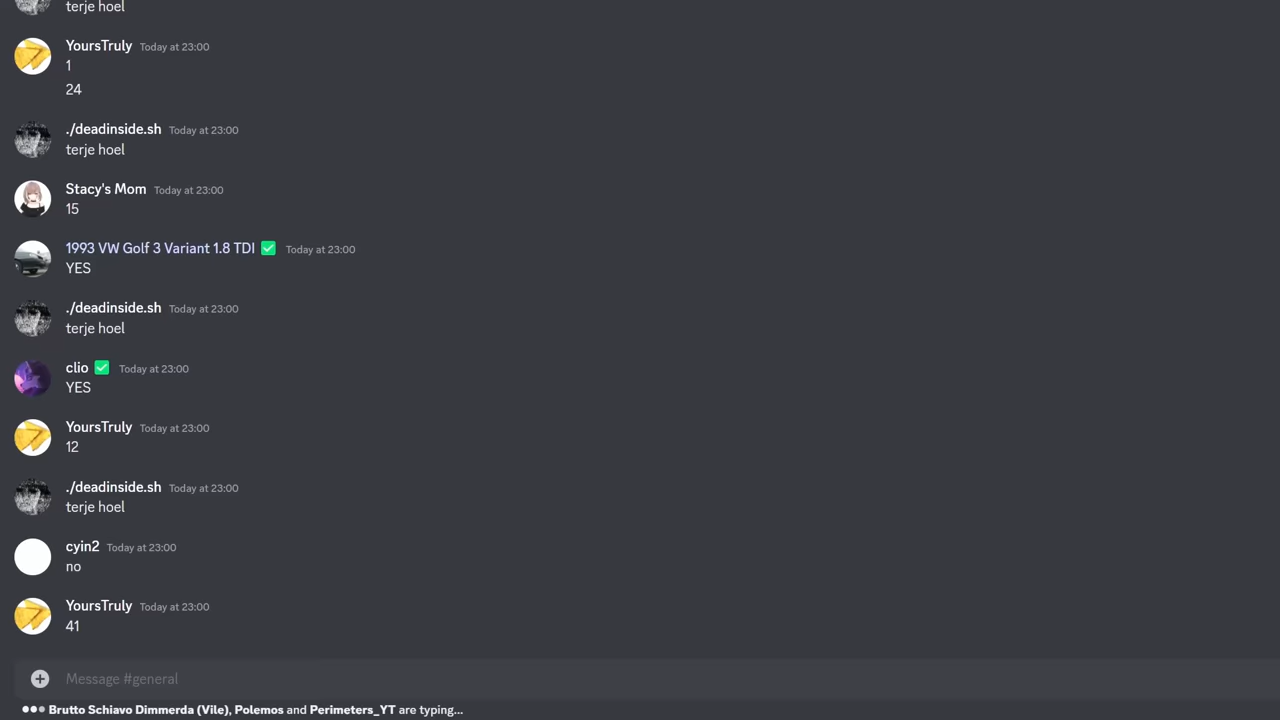 terje hoel
YoursTruly Today at 23:00
1
24
./deadinside.sh Today at 23:00
terje hoel
Stacy's Mom Today at 23:00
15
1993 VW Golf 3 Variant 1.8 TDI ✅ Today at 23:00
YES
./deadinside.sh Today at 23:00
terje hoel
clio ✅ Today at 23:00
YES
YoursTruly Today at 23:00
12
./deadinside.sh Today at 23:00
terje hoel
cyin2 Today at 23:00
no
YoursTruly Today at 23:00
41
Message #general
Brutto Schiavo Dimmerda (Vile), Polemos and Perimeters_YT are typing...